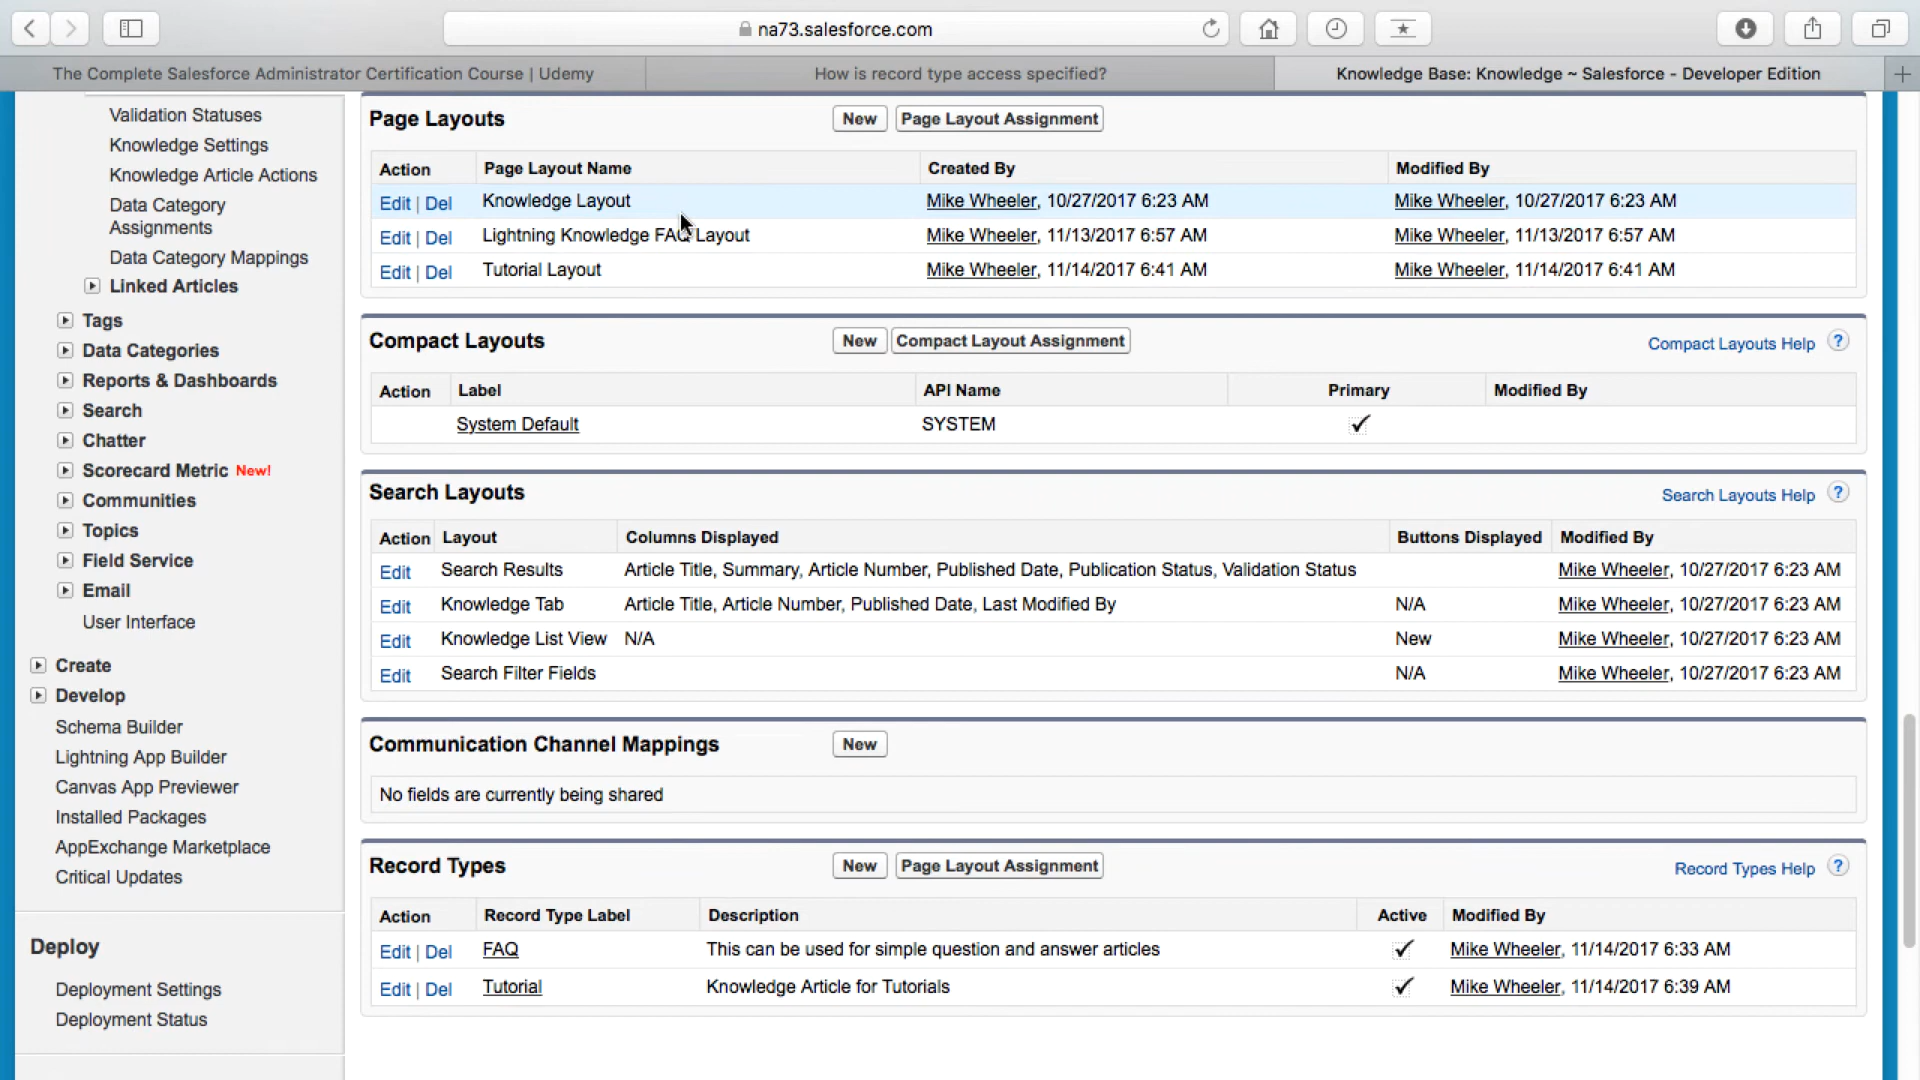 na73.salesforce.com
The Complete Salesforce Administrator Certification Course | Udemy
How is record type access specified?
Knowledge Base: Knowledge ~ Salesforce - Developer Edition
Validation Statuses
Knowledge Settings
Knowledge Article Actions
Data Category
Assignments
Data Category Mappings
Linked Articles
Tags
Data Categories
Reports & Dashboards
Search
Chatter
Scorecard Metric New!
Communities
Topics
Field Service
Email
User Interface
Create
Develop
Schema Builder
Lightning App Builder
Canvas App Previewer
Installed Packages
AppExchange Marketplace
Critical Updates
Deploy
Deployment Settings
Deployment Status
Page Layouts New Page Layout Assignment
Action Page Layout Name Created By Modified By
Edit | Del Knowledge Layout Mike Wheeler, 10/27/2017 6:23 AM Mike Wheeler, 10/27/2017 6:23 AM
Edit | Del Lightning Knowledge FAQ Layout Mike Wheeler, 11/13/2017 6:57 AM Mike Wheeler, 11/13/2017 6:57 AM
Edit | Del Tutorial Layout Mike Wheeler, 11/14/2017 6:41 AM Mike Wheeler, 11/14/2017 6:41 AM
Compact Layouts New Compact Layout Assignment Compact Layouts Help ?
Action Label API Name Primary Modified By
System Default SYSTEM
Search Layouts Search Layouts Help ?
Action Layout Columns Displayed Buttons Displayed Modified By
Edit Search Results Article Title, Summary, Article Number, Published Date, Publication Status, Validation Status Mike Wheeler, 10/27/2017 6:23 AM
Edit Knowledge Tab Article Title, Article Number, Published Date, Last Modified By N/A Mike Wheeler, 10/27/2017 6:23 AM
Edit Knowledge List View N/A New Mike Wheeler, 10/27/2017 6:23 AM
Edit Search Filter Fields N/A Mike Wheeler, 10/27/2017 6:23 AM
Communication Channel Mappings New
No fields are currently being shared
Record Types New Page Layout Assignment Record Types Help ?
Action Record Type Label Description Active Modified By
Edit | Del FAQ This can be used for simple question and answer articles Mike Wheeler, 11/14/2017 6:33 AM
Edit | Del Tutorial Knowledge Article for Tutorials Mike Wheeler, 11/14/2017 6:39 AM